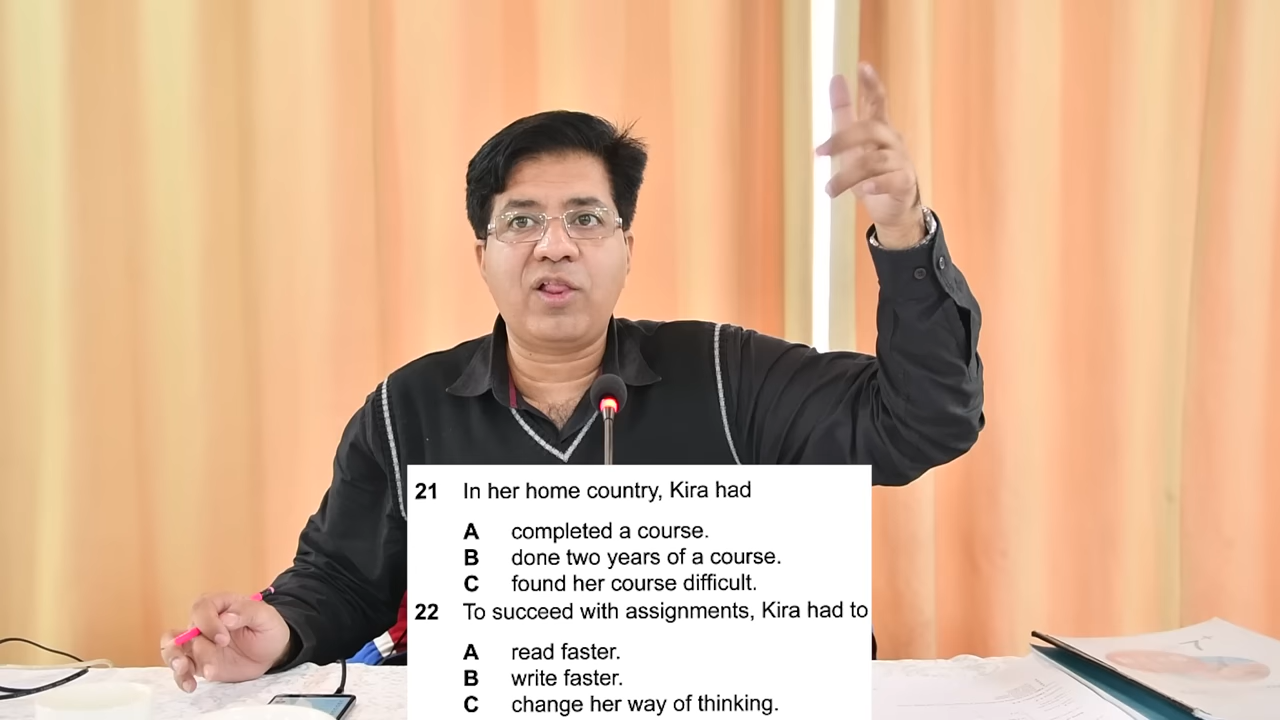 21 In her home country, Kira had
A completed a course.
B done two years of a course.
C found her course difficult.
22 To succeed with assignments, Kira had to
A read faster.
B write faster.
C change her way of thinking.